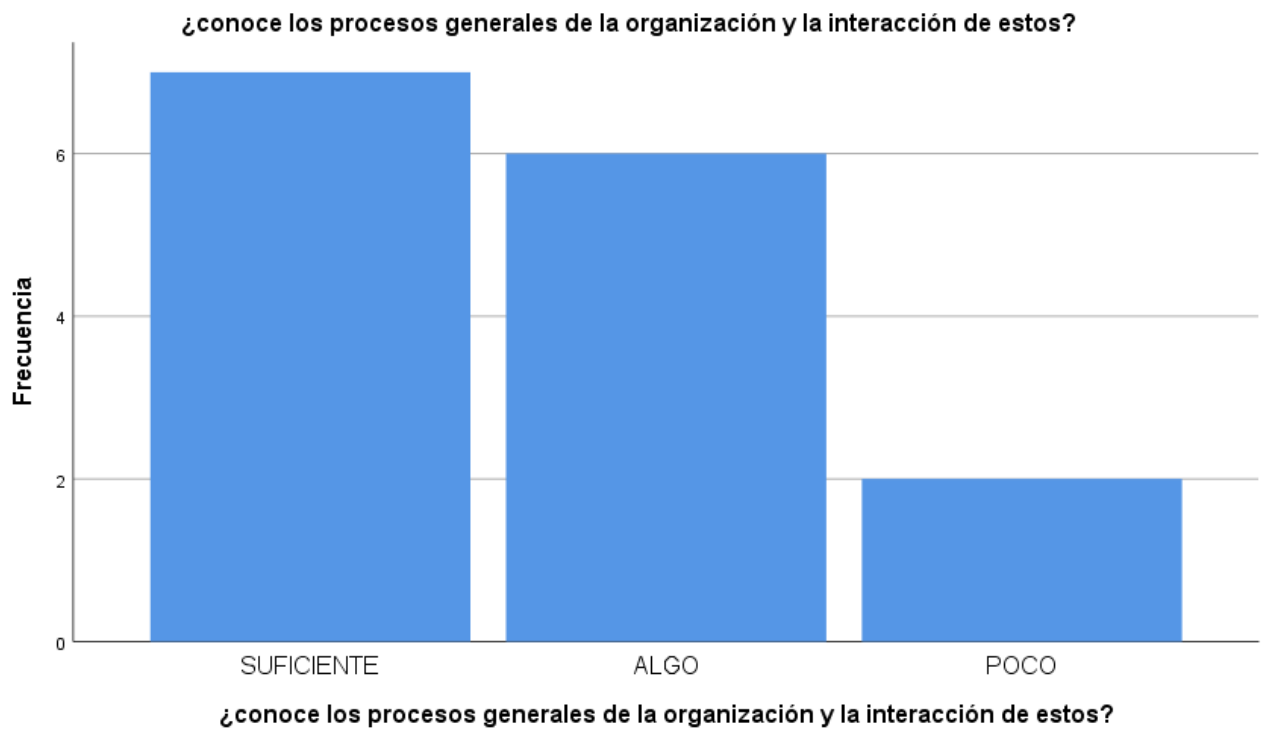 ¿conoce los procesos generales de la organización y la interacción de estos?
Frecuencia
6
4
2
0
SUFICIENTE
ALGO
POCO
¿conoce los procesos generales de la organización y la interacción de estos?